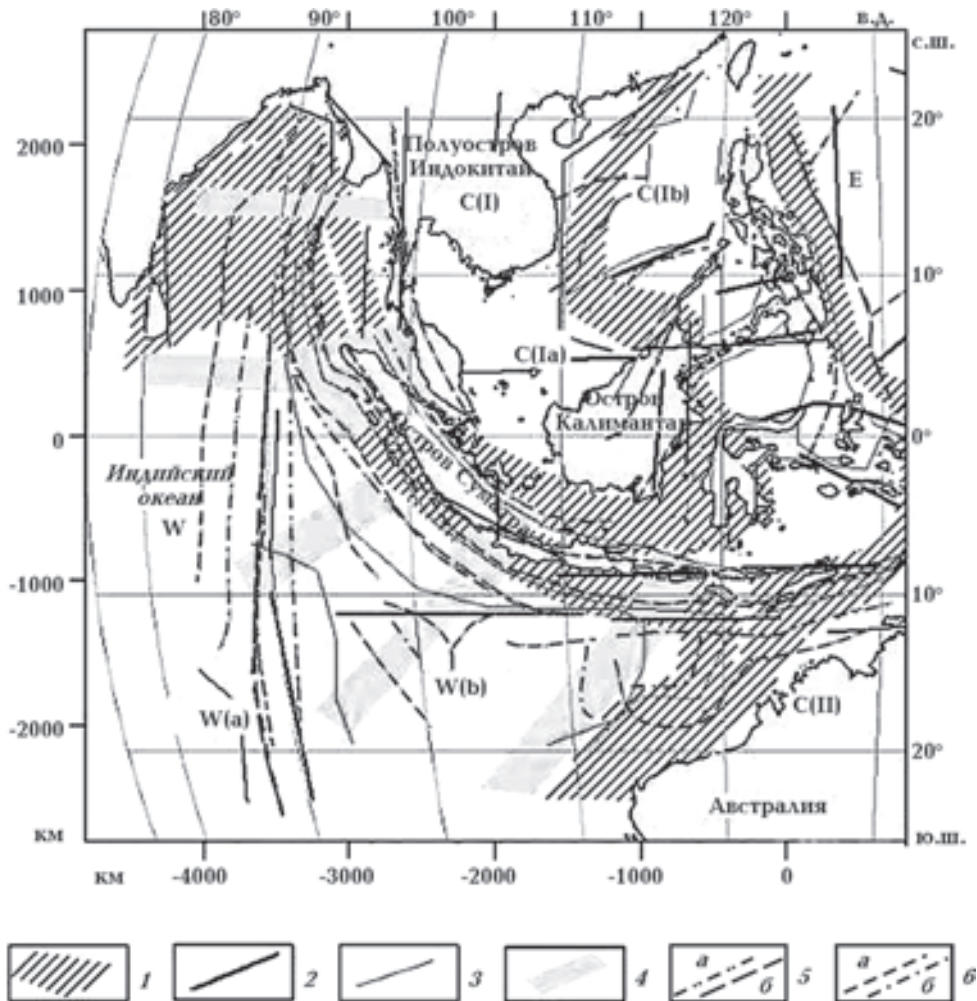 80° 90° 100° 110° 120° в.д.
с.ш.
2000 20°
Полуостров
Индокитай
C(I) C(Ib) E
1000 10°
C(Ia)
Остров
Калимантан
0 0°
Индийский
океан
W
-1000 10°
W(b)
W(a) C(II)
-2000 20°
Австралия
км ю.ш.
км -4000 -3000 -2000 -1000 0
1 2 3 4 а б 5 а б 6